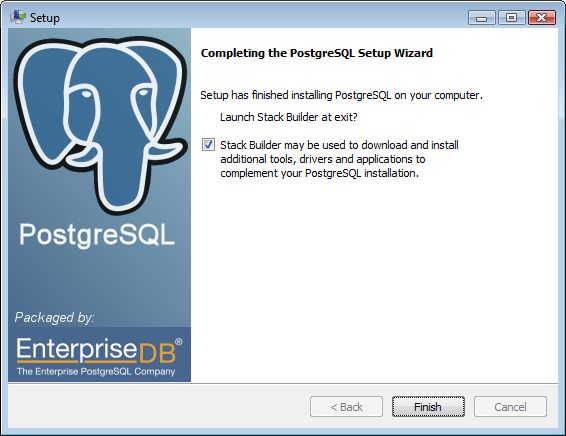 Setup
Completing the PostgreSQL Setup Wizard
Setup has finished installing PostgreSQL on your computer.
Launch Stack Builder at exit?
Stack Builder may be used to download and install
additional tools, drivers and applications to
complement your PostgreSQL installation.
PostgreSQL
Packaged by:
EnterpriseDB®
The Enterprise PostgreSQL Company
< Back
Finish
Cancel